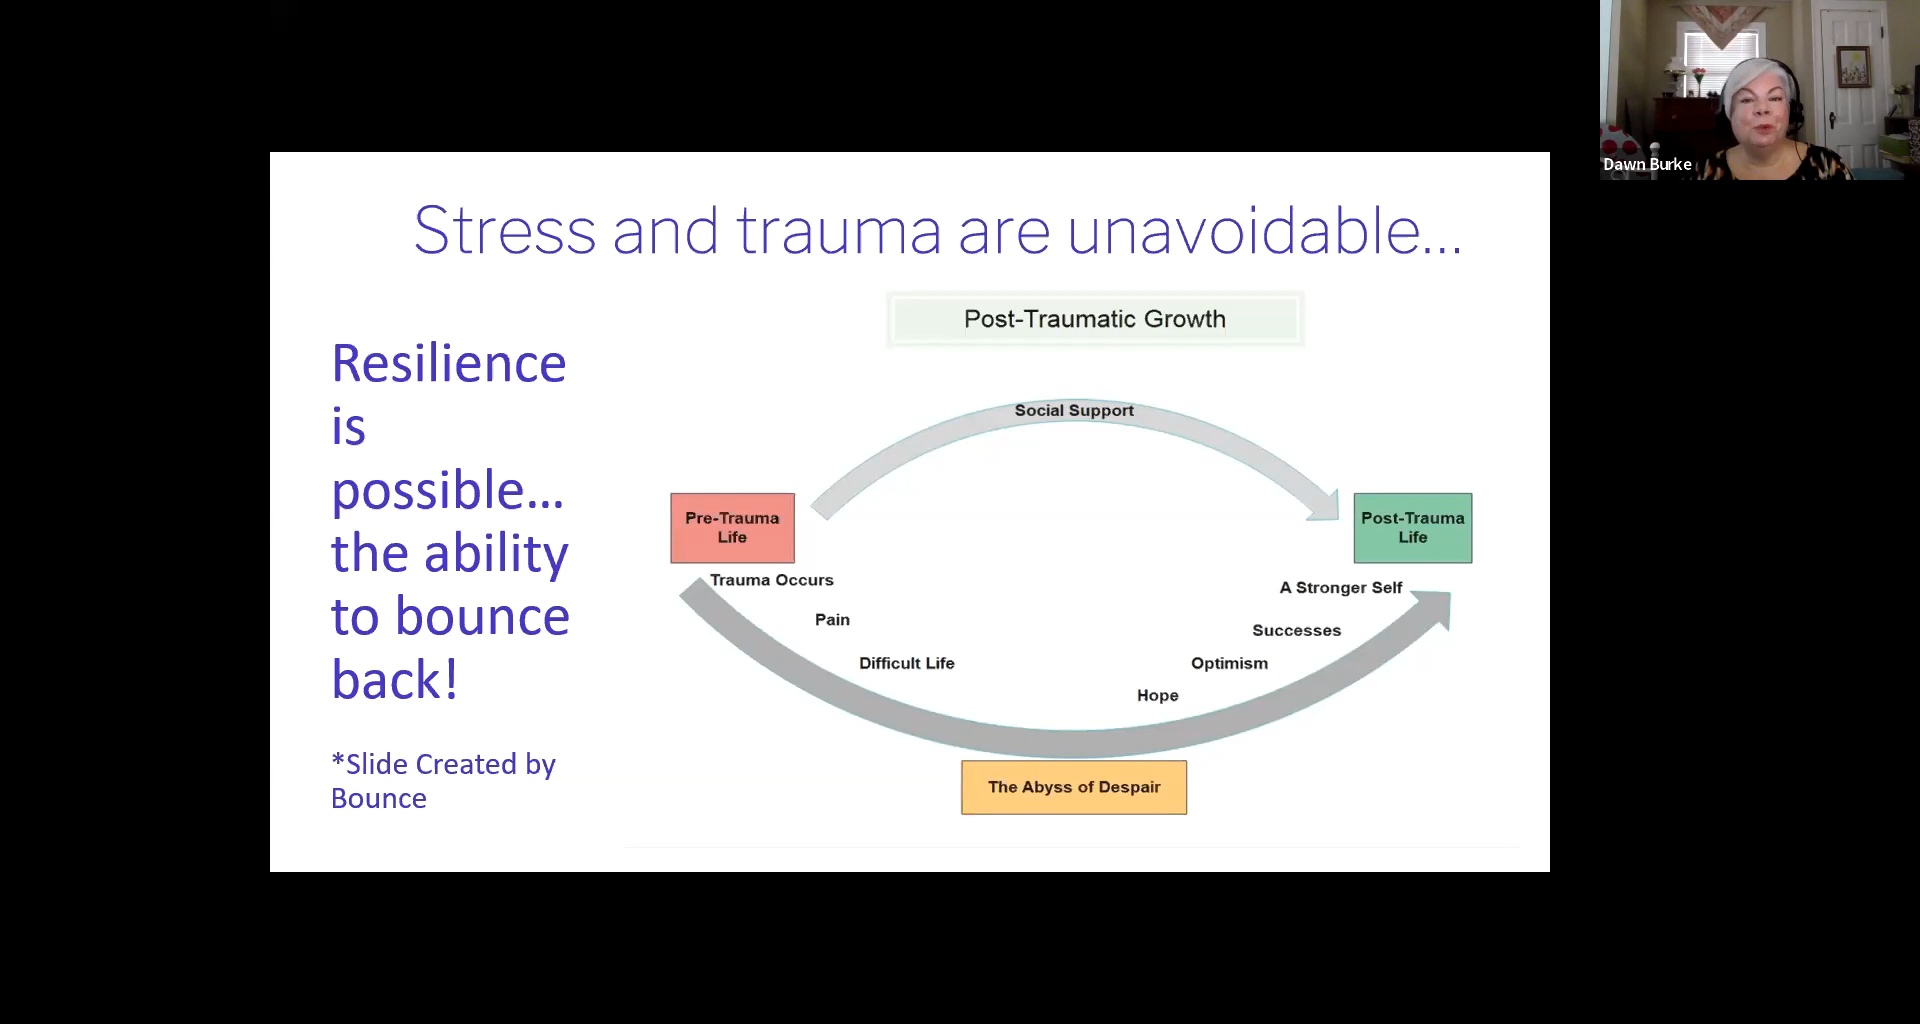 Dawn Burke
Stress and trauma are unavoidable...
Resilience
is
possible...
the ability
to bounce
back!
*Slide Created by
Bounce
Post-Traumatic Growth
Social Support
Pre-Trauma
Life
Post-Trauma
Life
Trauma Occurs
Pain
Difficult Life
A Stronger Self
Successes
Optimism
Hope
The Abyss of Despair